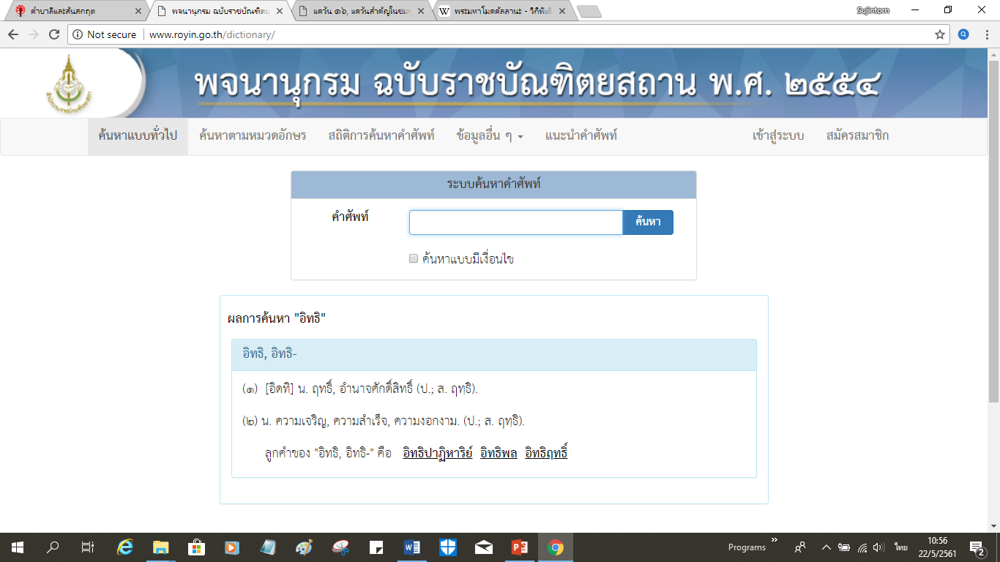 คำบาลีและสันสกฤต
พจนานุกรม ฉบับราชบัณฑิตย
แคว้น ๑๖, แคว้นสำคัญในชม
พระมหาโมคคัลลานะ - วิกิพีเดี
Sujintorn
Not secure www.royin.go.th/dictionary/
พจนานุกรม ฉบับราชบัณฑิตยสถาน พ.ศ. ๒๕๕๔
ค้นหาแบบทั่วไป ค้นหาตามหมวดอักษร สถิติการค้นหาคำศัพท์ ข้อมูลอื่น ๆ แนะนำคำศัพท์ เข้าสู่ระบบ สมัครสมาชิก
ระบบค้นหาคำศัพท์
คำศัพท์ ค้นหา
ค้นหาแบบมีเงื่อนไข
ผลการค้นหา "อิทธิ"
อิทธิ, อิทธิ-
(๑) [อิดทิ] น. ฤทธิ์, อำนาจศักดิ์สิทธิ์ (ป.; ส. ฤทฺธิ).
(๒) น. ความเจริญ, ความสำเร็จ, ความงอกงาม. (ป.; ส. ฤทฺธิ).
ลูกคำของ "อิทธิ, อิทธิ-" คือ อิทธิปาฏิหาริย์ อิทธิพล อิทธิฤทธิ์
Programs » ไทย 10:56
22/5/2561 2